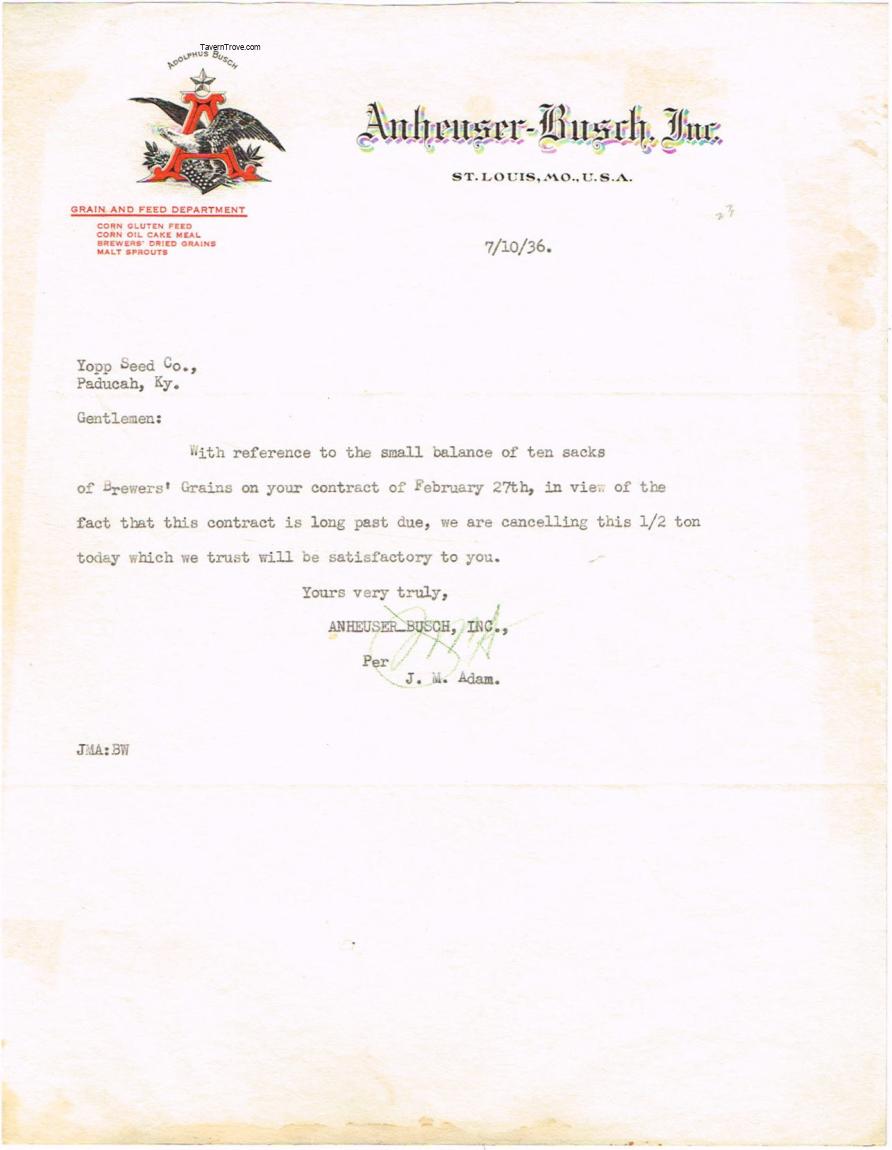 TavernTrove.com
ADOLPHUS BUSCH
A
Anheuser-Busch, Inc.
ST. LOUIS, MO., U.S.A.
GRAIN AND FEED DEPARTMENT
CORN GLUTEN FEED
CORN OIL CAKE MEAL
BREWERS' DRIED GRAINS
MALT SPROUTS
23
7/10/36.
Yopp Seed Co.,
Paducah, Ky.
Gentlemen:
With reference to the small balance of ten sacks
of Brewers' Grains on your contract of February 27th, in view of the
fact that this contract is long past due, we are cancelling this 1/2 ton
today which we trust will be satisfactory to you.
Yours very truly,
ANHEUSER-BUSCH, INC.,
Per
J. M. Adam.
JMA:BW